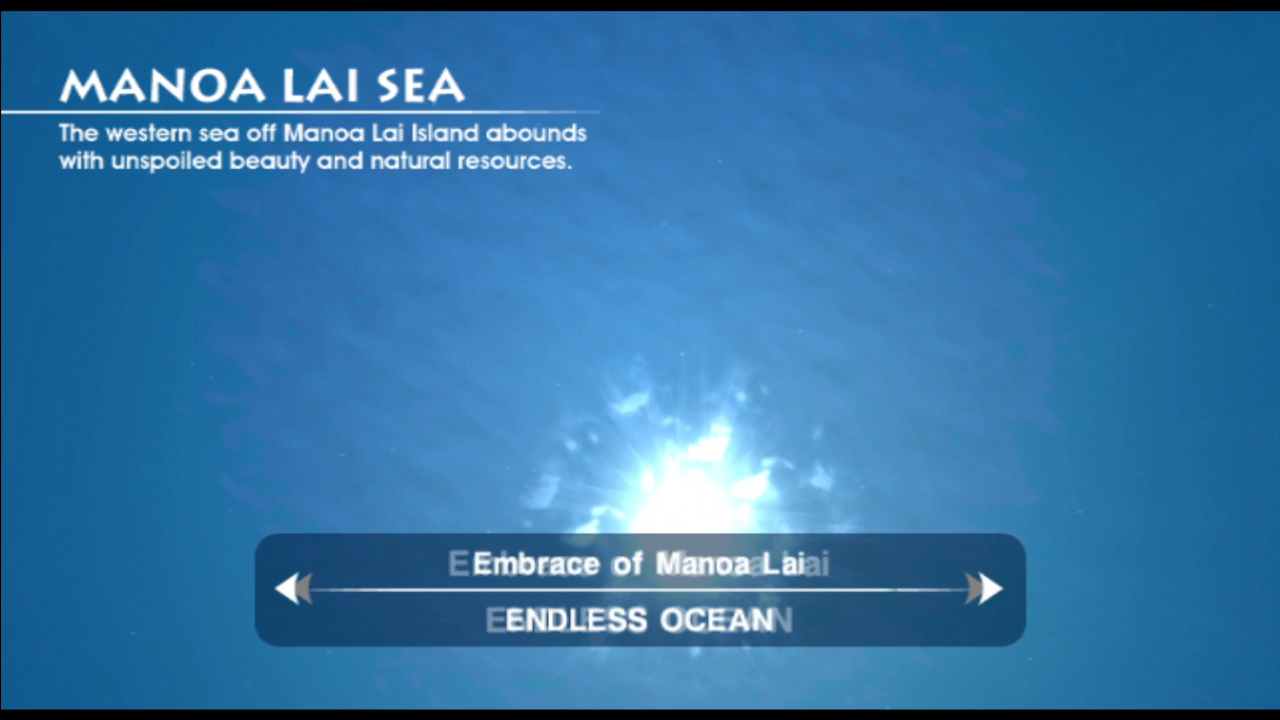 MANOA LAI SEA
The western sea off Manoa Lai Island abounds
with unspoiled beauty and natural resources.
Embrace of Manoa Lai
ENDLESS OCEAN